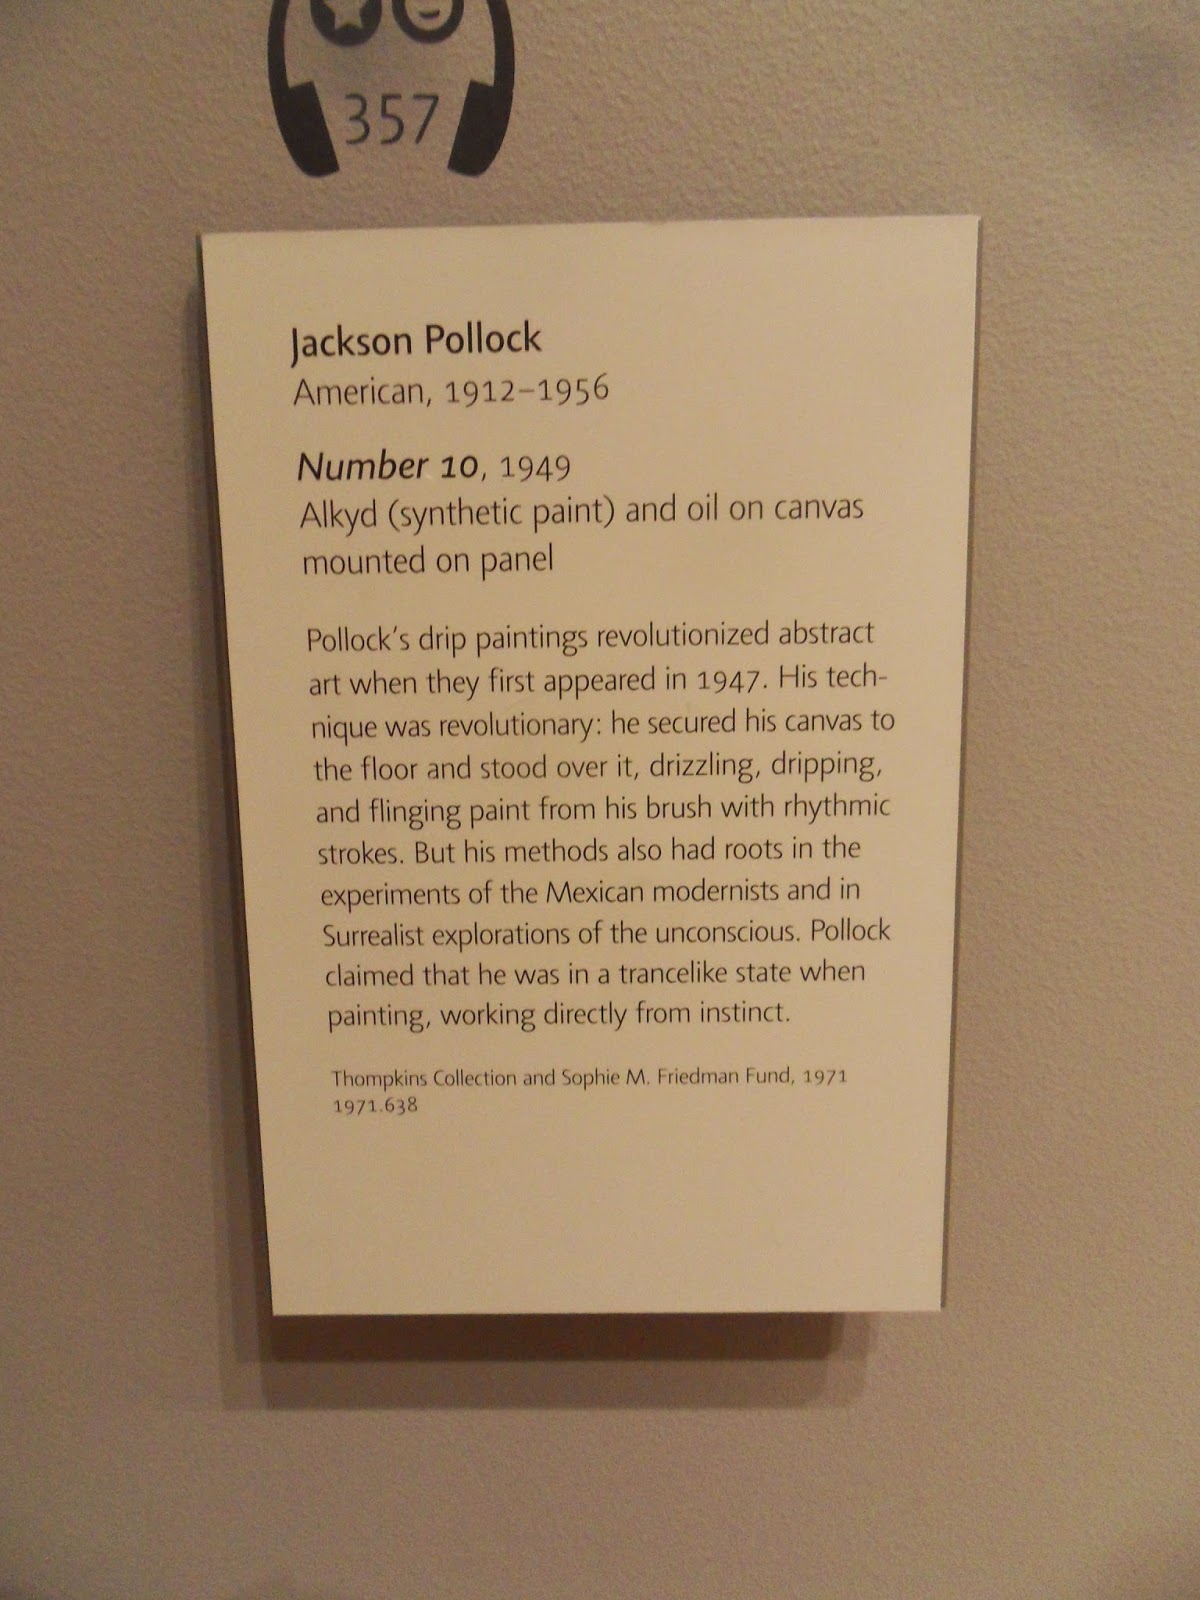 357
Jackson Pollock
American, 1912–1956
Number 10, 1949
Alkyd (synthetic paint) and oil on canvas
mounted on panel
Pollock’s drip paintings revolutionized abstract
art when they first appeared in 1947. His tech-
nique was revolutionary: he secured his canvas to
the floor and stood over it, drizzling, dripping,
and flinging paint from his brush with rhythmic
strokes. But his methods also had roots in the
experiments of the Mexican modernists and in
Surrealist explorations of the unconscious. Pollock
claimed that he was in a trancelike state when
painting, working directly from instinct.
Thompkins Collection and Sophie M. Friedman Fund, 1971
1971.638